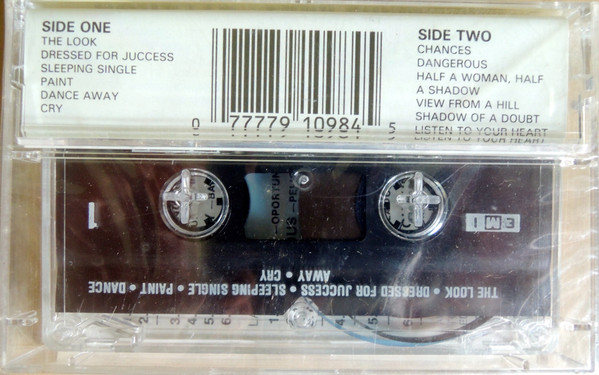 SIDE ONE
THE LOOK
DRESSED FOR JUCCESS
SLEEPING SINGLE
PAINT
DANCE AWAY
CRY
SIDE TWO
CHANCES
DANGEROUS
HALF A WOMAN, HALF
A SHADOW
VIEW FROM A HILL
SHADOW OF A DOUBT
LISTEN TO YOUR HEART
0 77779 10984 5
1
EMI
THE LOOK • DRESSED FOR JUCCESS • SLEEPING SINGLE • PAINT • DANCE
AWAY • CRY